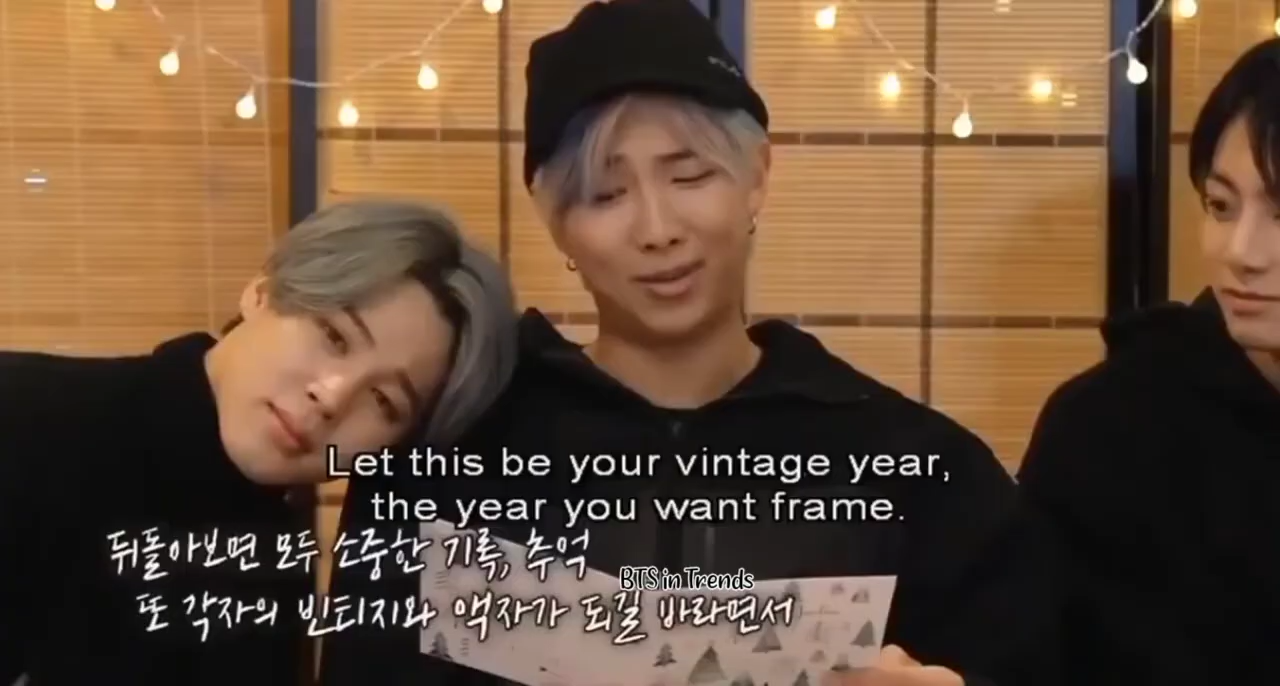 Let this be your vintage year,
the year you want frame.
뒤돌아보면 모두 소중한 기록, 추억
BTS in Trends
또 각자의 빈티지와 액자가 되길 바라면서